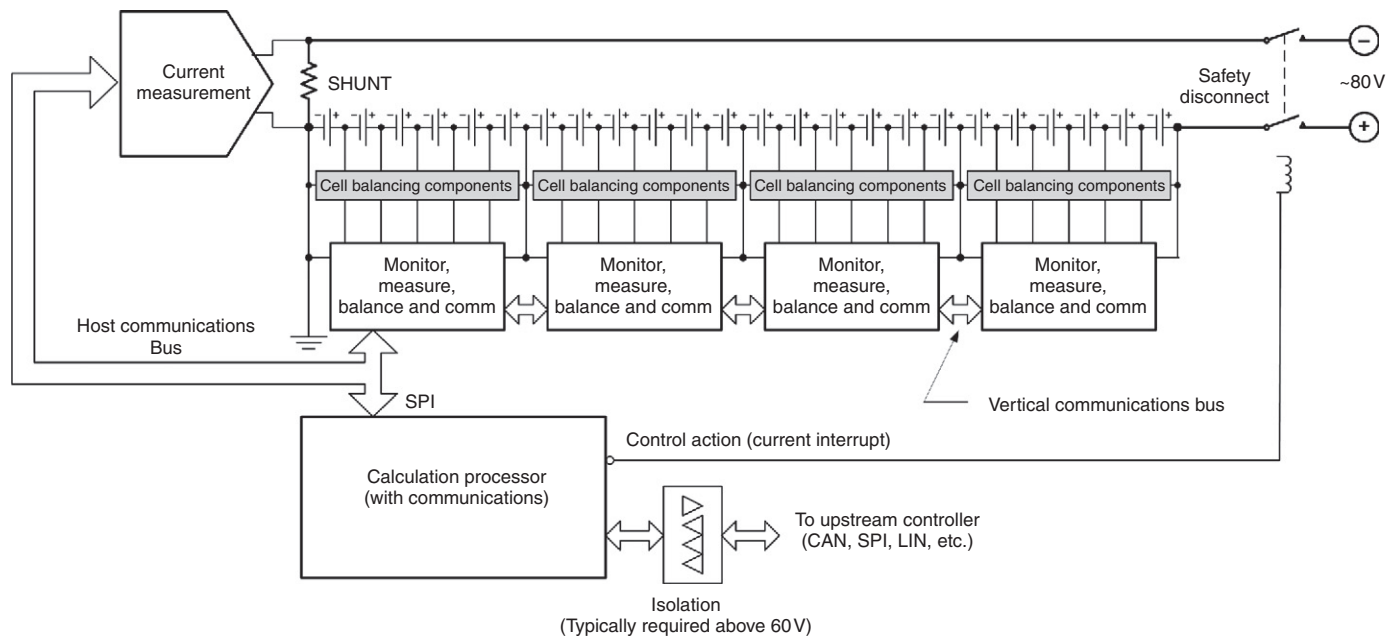 Current
measurement
SHUNT
Safety
disconnect
−
~80 V
+
- + - + - + - + - + - + - + - + - + - + - + - + - + - + - + - + - + - + - + - + - + - + - + - +
Cell balancing components
Cell balancing components
Cell balancing components
Cell balancing components
Monitor,
measure,
balance and comm
Monitor,
measure,
balance and comm
Monitor,
measure,
balance and comm
Monitor,
measure,
balance and comm
Host communications
Bus
SPI
Vertical communications bus
Control action (current interrupt)
Calculation processor
(with communications)
To upstream controller
(CAN, SPI, LIN, etc.)
Isolation
(Typically required above 60 V)